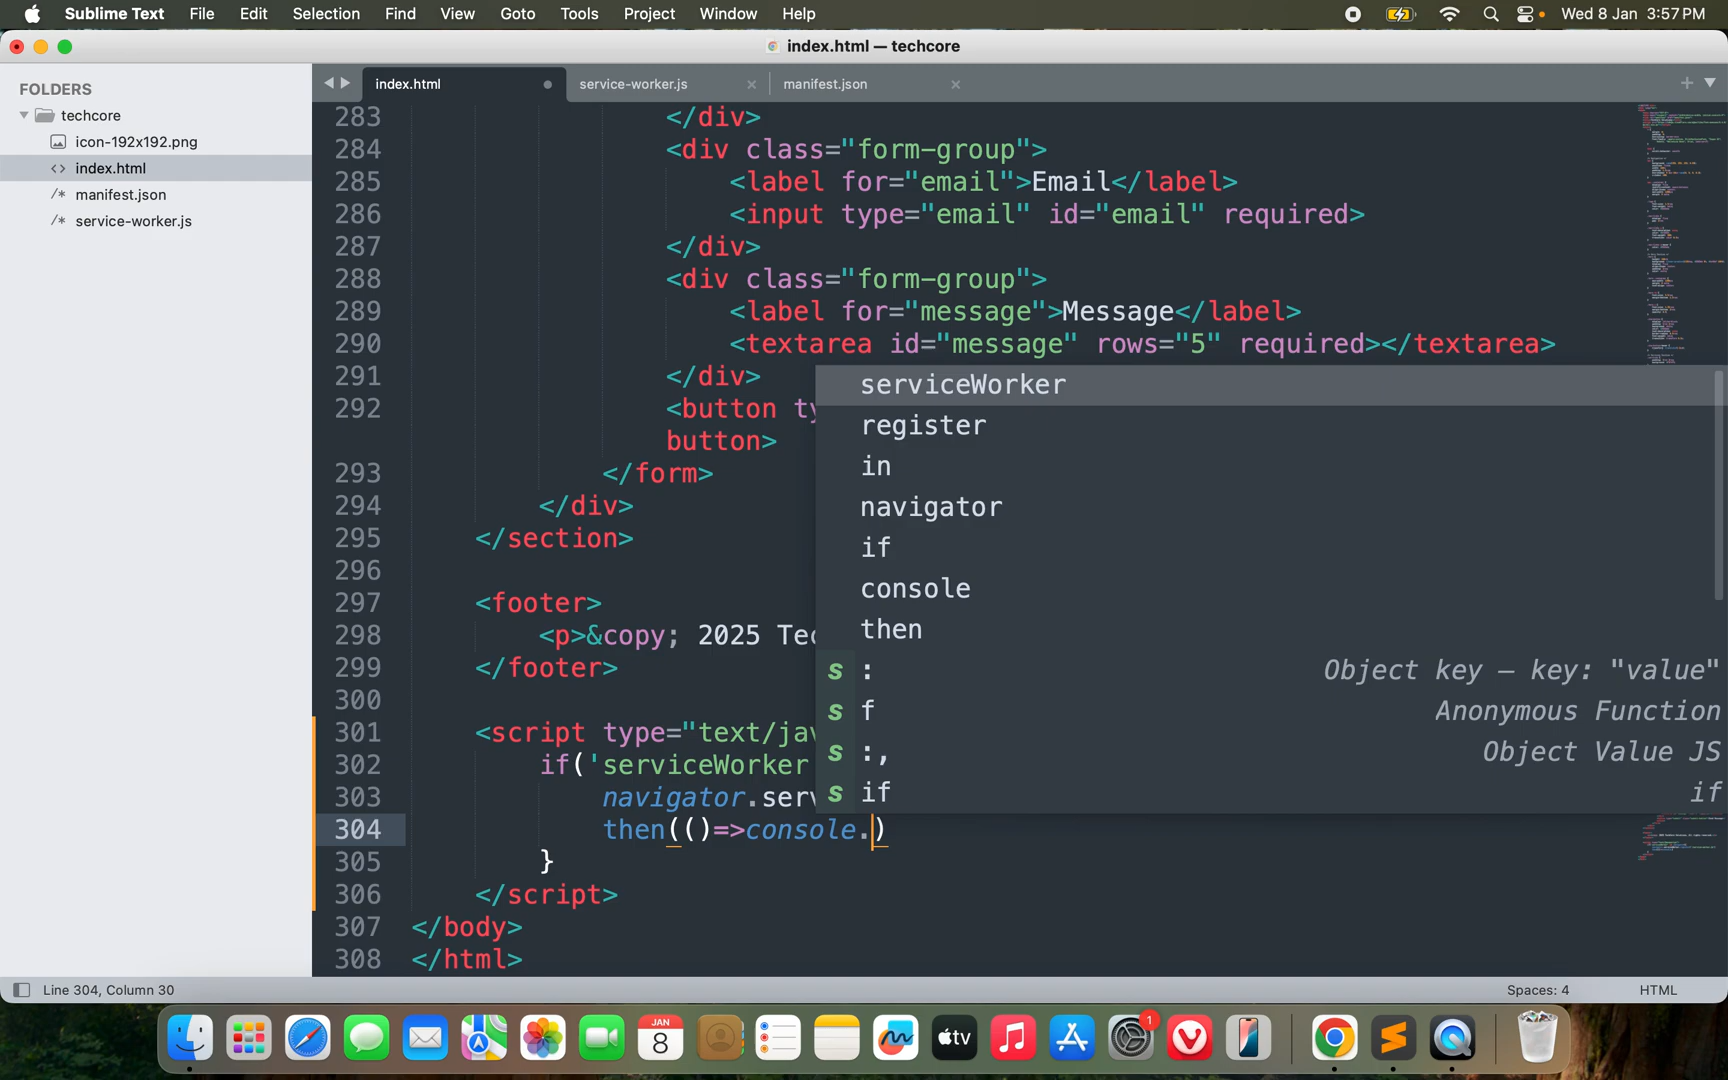 Sublime Text File Edit Selection Find View Goto Tools Project Window Help Wed 8 Jan 3:57 PM
index.html — techcore
FOLDERS
techcore
icon-192x192.png
<> index.html
/* manifest.json
/* service-worker.js
index.html
service-worker.js
manifest.json
283 </div>
284 <div class="form-group">
285 <label for="email">Email</label>
286 <input type="email" id="email" required>
287 </div>
288 <div class="form-group">
289 <label for="message">Message</label>
290 <textarea id="message" rows="5" required></textarea>
291 </div>
292 <button ty
button>
293 </form>
294 </div>
295 </section>
296
297 <footer>
298 <p>&copy; 2025 Tec
299 </footer>
300
301 <script type="text/jav
302 if('serviceWorker
303 navigator.serv
304 then(()=>console.)
305 }
306 </script>
307 </body>
308 </html>
serviceWorker
register
in
navigator
if
console
then
s : Object key — key: "value"
s f Anonymous Function
s :, Object Value JS
s if if
Line 304, Column 30
Spaces: 4
HTML
JAN
8
tv
1